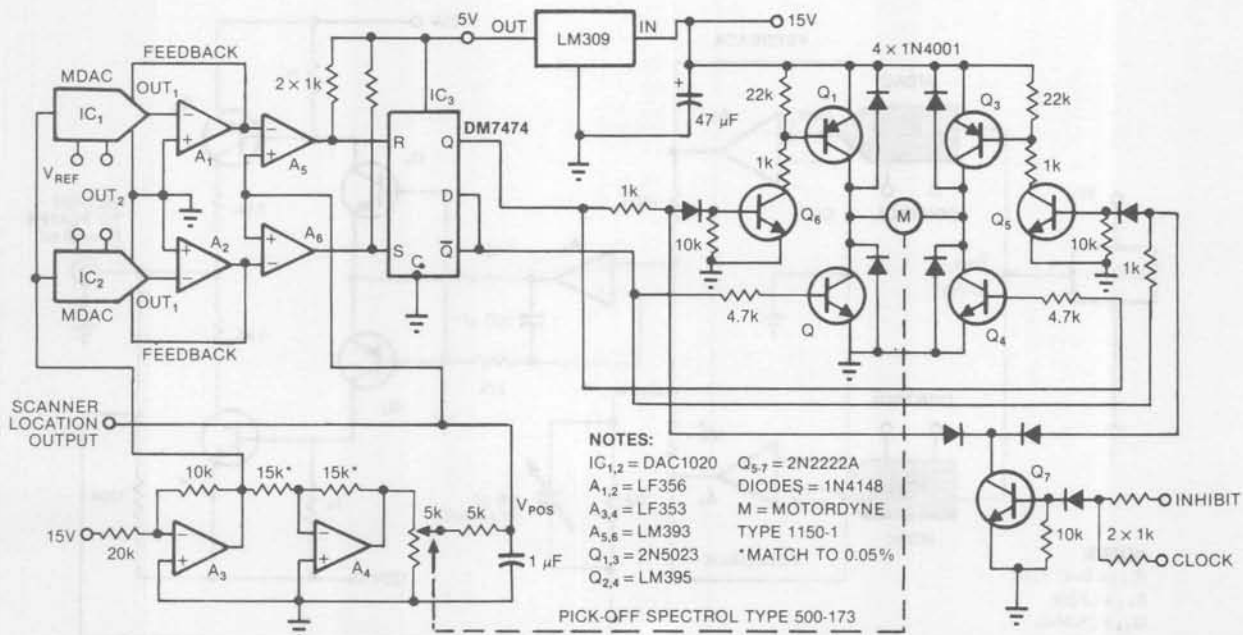 5V
OUT
LM309
IN
15V
FEEDBACK
MDAC
OUT₁
IC₁
2 × 1k
IC₃
DM7474
47 µF
4 × 1N4001
22k
Q₁
Q₃
22k
1k
1k
A₁
A₅
R
Q
V_REF
OUT₂
D
1k
Q₆
M
Q₅
10k
10k
A₂
A₆
S
Q̅
C
1k
IC₂
OUT₁
MDAC
4.7k
Q
Q₄
4.7k
FEEDBACK
SCANNER
LOCATION
OUTPUT
10k
15k*
15k*
5k
5k
V_POS
15V
20k
A₃
A₄
1 µF
NOTES:
IC₁,₂ = DAC1020
A₁,₂ = LF356
A₃,₄ = LF353
A₅,₆ = LM393
Q₁,₃ = 2N5023
Q₂,₄ = LM395
Q₅₋₇ = 2N2222A
DIODES = 1N4148
M = MOTORDYNE
TYPE 1150-1
*MATCH TO 0.05%
Q₇
INHIBIT
10k
2 × 1k
CLOCK
PICK-OFF SPECTROL TYPE 500-173